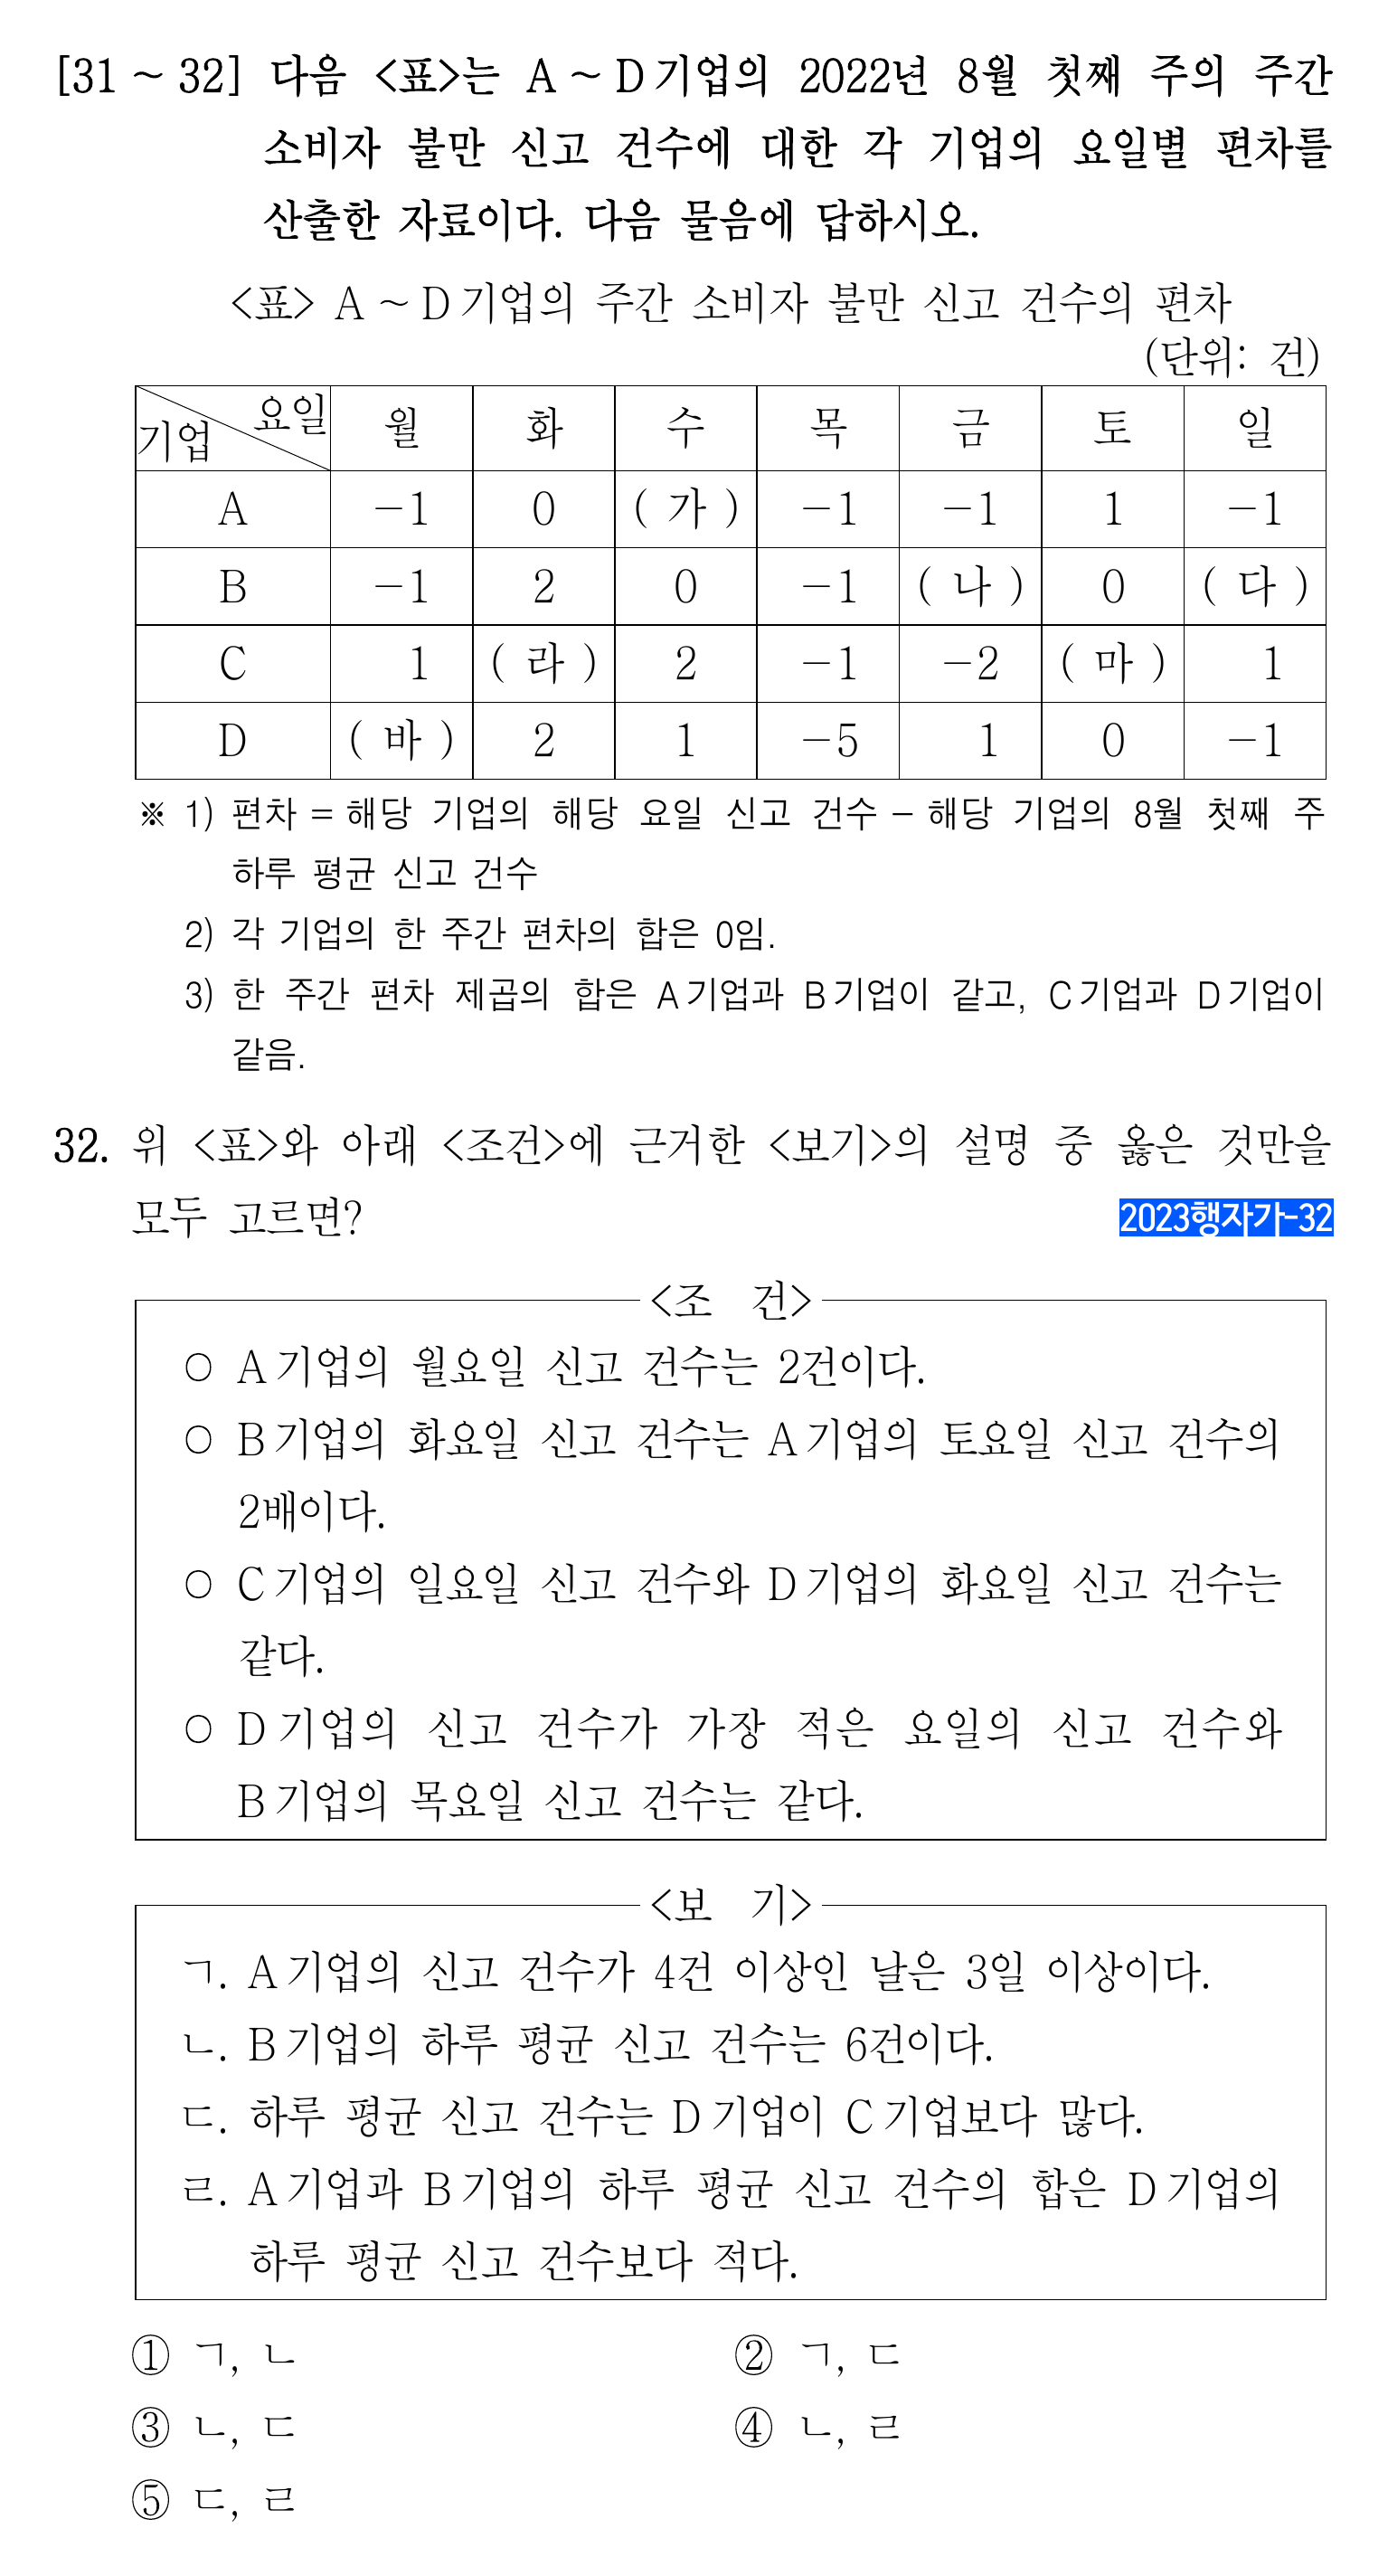 [31 ~ 32] 다음 <표>는 A ~ D기업의 2022년 8월 첫째 주의 주간
소비자 불만 신고 건수에 대한 각 기업의 요일별 편차를
산출한 자료이다. 다음 물음에 답하시오.
<표> A ~ D기업의 주간 소비자 불만 신고 건수의 편차
(단위: 건)
기업 요일 월 화 수 목 금 토 일
A −1 0 ( 가 ) −1 −1 1 −1
B −1 2 0 −1 ( 나 ) 0 ( 다 )
C 1 ( 라 ) 2 −1 −2 ( 마 ) 1
D ( 바 ) 2 1 −5 1 0 −1
※ 1) 편차 = 해당 기업의 해당 요일 신고 건수 − 해당 기업의 8월 첫째 주
하루 평균 신고 건수
2) 각 기업의 한 주간 편차의 합은 0임.
3) 한 주간 편차 제곱의 합은 A기업과 B기업이 같고, C기업과 D기업이
같음.
32. 위 <표>와 아래 <조건>에 근거한 <보기>의 설명 중 옳은 것만을
모두 고르면?
2023행자가-32
<조 건>
○ A기업의 월요일 신고 건수는 2건이다.
○ B기업의 화요일 신고 건수는 A기업의 토요일 신고 건수의
2배이다.
○ C기업의 일요일 신고 건수와 D기업의 화요일 신고 건수는
같다.
○ D기업의 신고 건수가 가장 적은 요일의 신고 건수와
B기업의 목요일 신고 건수는 같다.
<보 기>
ㄱ. A기업의 신고 건수가 4건 이상인 날은 3일 이상이다.
ㄴ. B기업의 하루 평균 신고 건수는 6건이다.
ㄷ. 하루 평균 신고 건수는 D기업이 C기업보다 많다.
ㄹ. A기업과 B기업의 하루 평균 신고 건수의 합은 D기업의
하루 평균 신고 건수보다 적다.
① ㄱ, ㄴ ② ㄱ, ㄷ
③ ㄴ, ㄷ ④ ㄴ, ㄹ
⑤ ㄷ, ㄹ